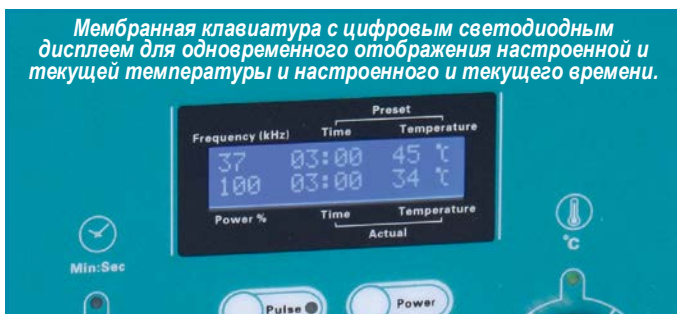 Мембранная клавиатура с цифровым светодиодным
дисплеем для одновременного отображения настроенной и
текущей температуры и настроенного и текущего времени.
Preset
Frequency (kHz) Time Temperature
37 03:00 45 °C
100 03:00 34 °C
Power % Time Temperature
Actual
°C
Min:Sec
Pulse Power